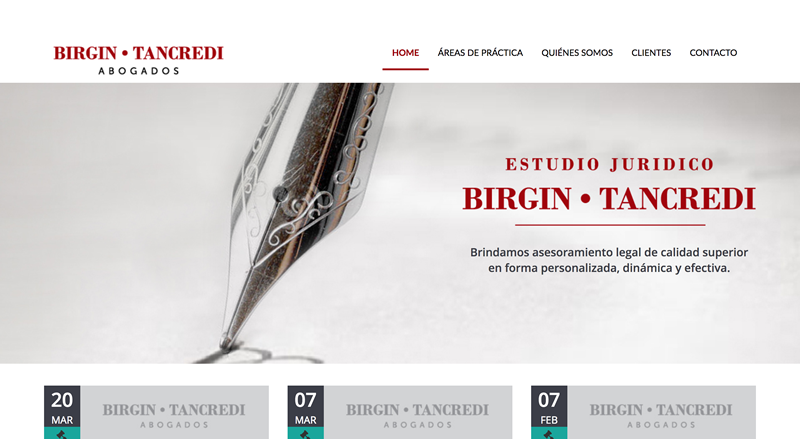 BIRGIN • TANCREDI
ABOGADOS
HOME ÁREAS DE PRÁCTICA QUIÉNES SOMOS CLIENTES CONTACTO
ESTUDIO JURIDICO
BIRGIN • TANCREDI
Brindamos asesoramiento legal de calidad superior
en forma personalizada, dinámica y efectiva.
20
MAR
BIRGIN • TANCREDI
ABOGADOS
07
MAR
BIRGIN • TANCREDI
ABOGADOS
07
FEB
BIRGIN • TANCREDI
ABOGADOS